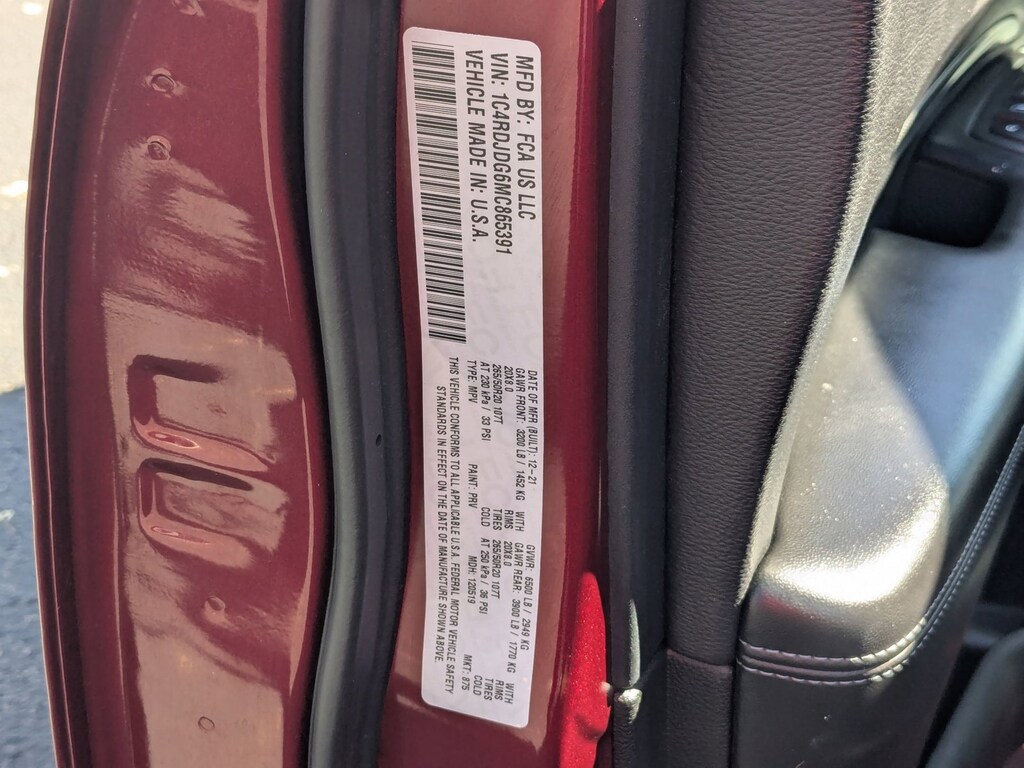 MFD BY: FCA US LLC
VIN: 1C4RDJDG6MC865391
VEHICLE MADE IN: U.S.A.
DATE OF MFR (BUILT): 12-21 GVWR: 6500 LB / 2949 KG
GAWR FRONT: 3200 LB / 1452 KG WITH GAWR REAR: 3900 LB / 1770 KG WITH
20X8.0 RIMS 20X8.0 RIMS
265/50R20 107T TIRES 265/50R20 107T TIRES
AT 230 kPa / 33 PSI COLD AT 250 kPa / 36 PSI COLD
TYPE: MPV PAINT: PRV MDH: 120519 MKT: 875
THIS VEHICLE CONFORMS TO ALL APPLICABLE U.S.A. FEDERAL MOTOR VEHICLE SAFETY
STANDARDS IN EFFECT ON THE DATE OF MANUFACTURE SHOWN ABOVE.